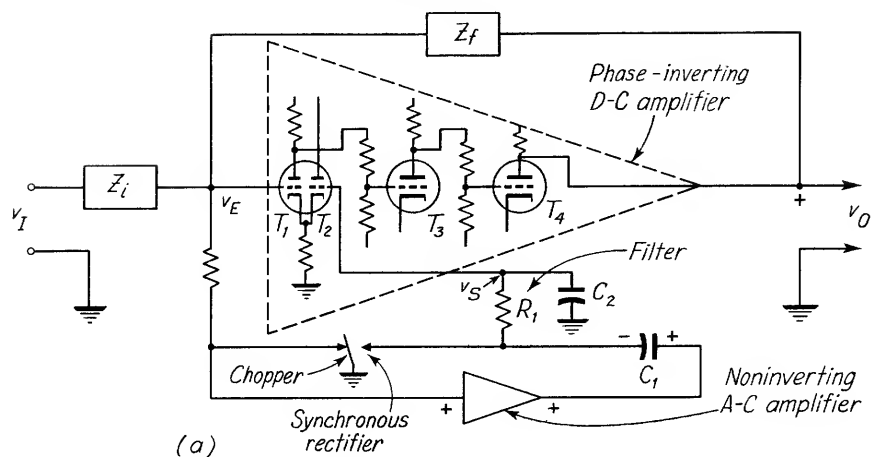 Z_f
Phase-inverting
D-C amplifier
Z_i
v_I
v_E
T_1
T_2
T_3
T_4
+
v_O
Filter
v_S
R_1
C_2
- +
C_1
Chopper
Synchronous
rectifier
+ +
Noninverting
A-C amplifier
(a)